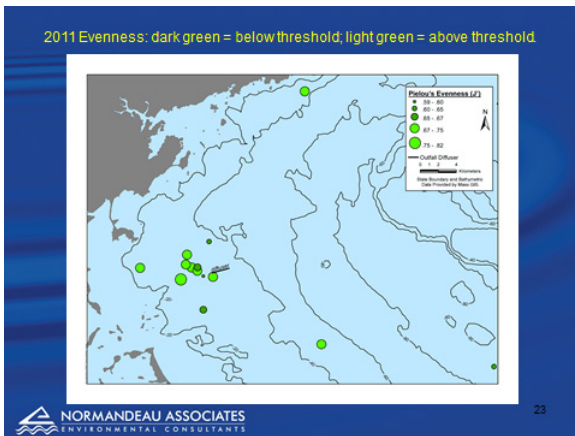 2011 Evenness: dark green = below threshold; light green = above threshold.
Pielou's Evenness (J')
.59 - .60
.60 - .65
.65 - .67
.67 - .75
.75 - .82
N
Outfall Diffuser
0 1 2 4
Kilometers
State Boundary and Bathymetry
Data Provided by Mass GIS.
23
NORMANDEAU ASSOCIATES
ENVIRONMENTAL CONSULTANTS